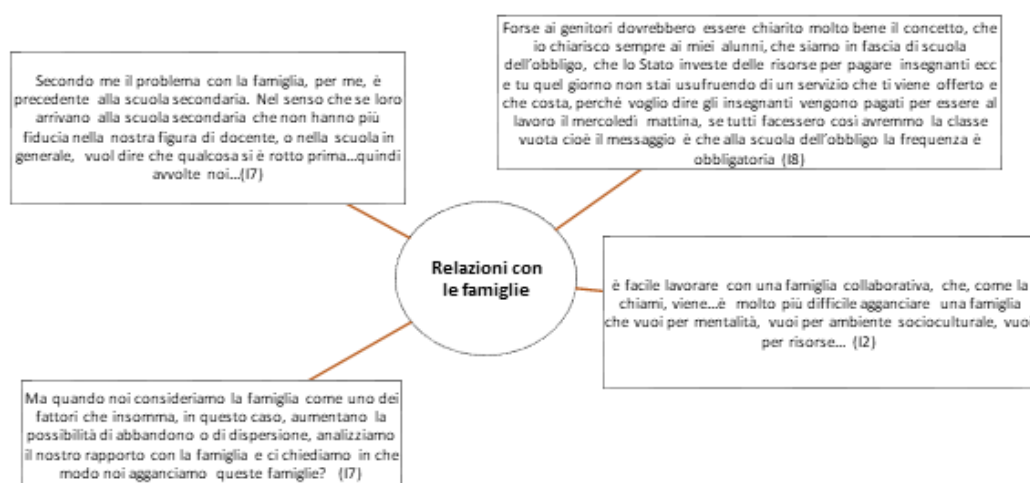 Forse ai genitori dovrebbero essere chiarito molto bene il concetto, che
io chiarisco sempre ai miei alunni, che siamo in fascia di scuola
dell'obbligo, che lo Stato investe delle risorse per pagare insegnanti ecc
e tu quel giorno non stai usufruendo di un servizio che ti viene offerto e
che costa, perché voglio dire gli insegnanti vengono pagati per essere al
lavoro il mercoledì mattina, se tutti facessero così avremmo la classe
vuota cioè il messaggio è che alla scuola dell'obbligo la frequenza è
obbligatoria (I8)
Secondo me il problema con la famiglia, per me, è
precedente alla scuola secondaria. Nel senso che se loro
arrivano alla scuola secondaria che non hanno più
fiducia nella nostra figura di docente, o nella scuola in
generale, vuol dire che qualcosa si è rotto prima...quindi
avvolte noi...(I7)
Relazioni con
le famiglie
è facile lavorare con una famiglia collaborativa, che, come la
chiami, viene...è molto più difficile agganciare una famiglia
che vuoi per mentalità, vuoi per ambiente socioculturale, vuoi
per risorse... (I2)
Ma quando noi consideriamo la famiglia come uno dei
fattori che insomma, in questo caso, aumentano la
possibilità di abbandono o di dispersione, analizziamo
il nostro rapporto con la famiglia e ci chiediamo in che
modo noi agganciamo queste famiglie? (I7)